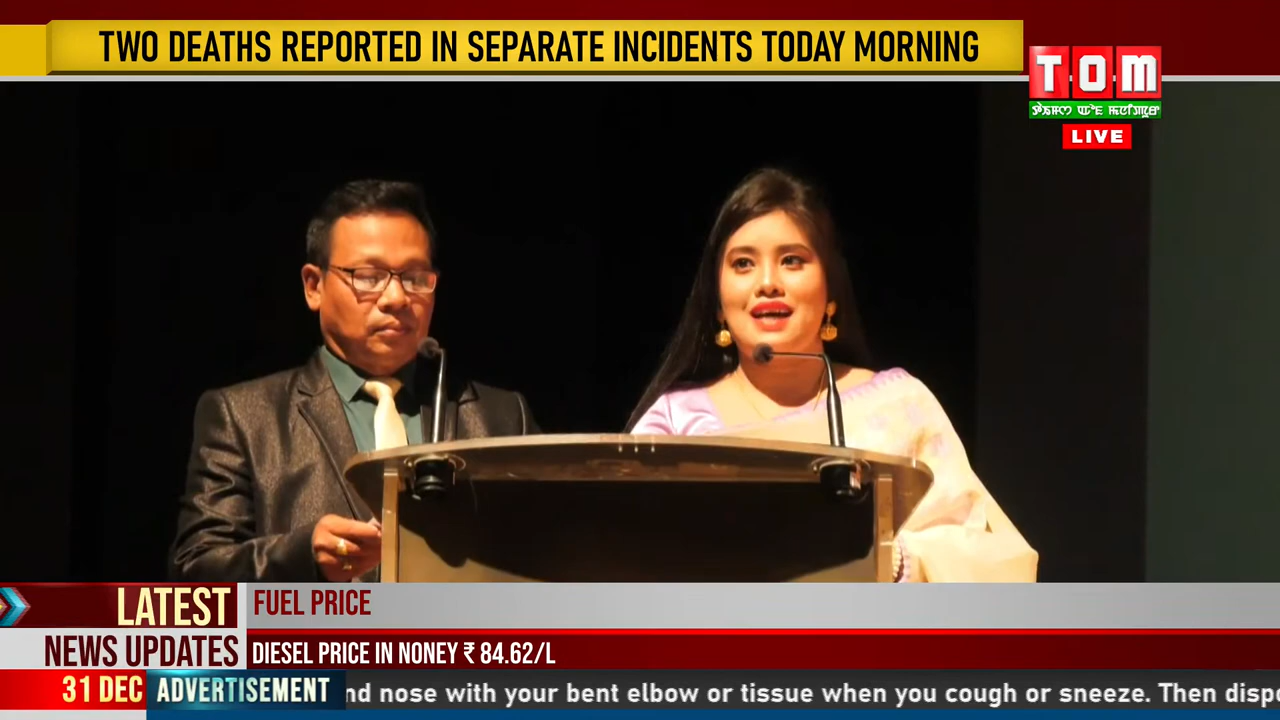 TWO DEATHS REPORTED IN SEPARATE INCIDENTS TODAY MORNING
TOM
LIVE
LATEST
NEWS UPDATES
FUEL PRICE
DIESEL PRICE IN NONEY ₹ 84.62/L
31 DEC
ADVERTISEMENT
nd nose with your bent elbow or tissue when you cough or sneeze. Then disp